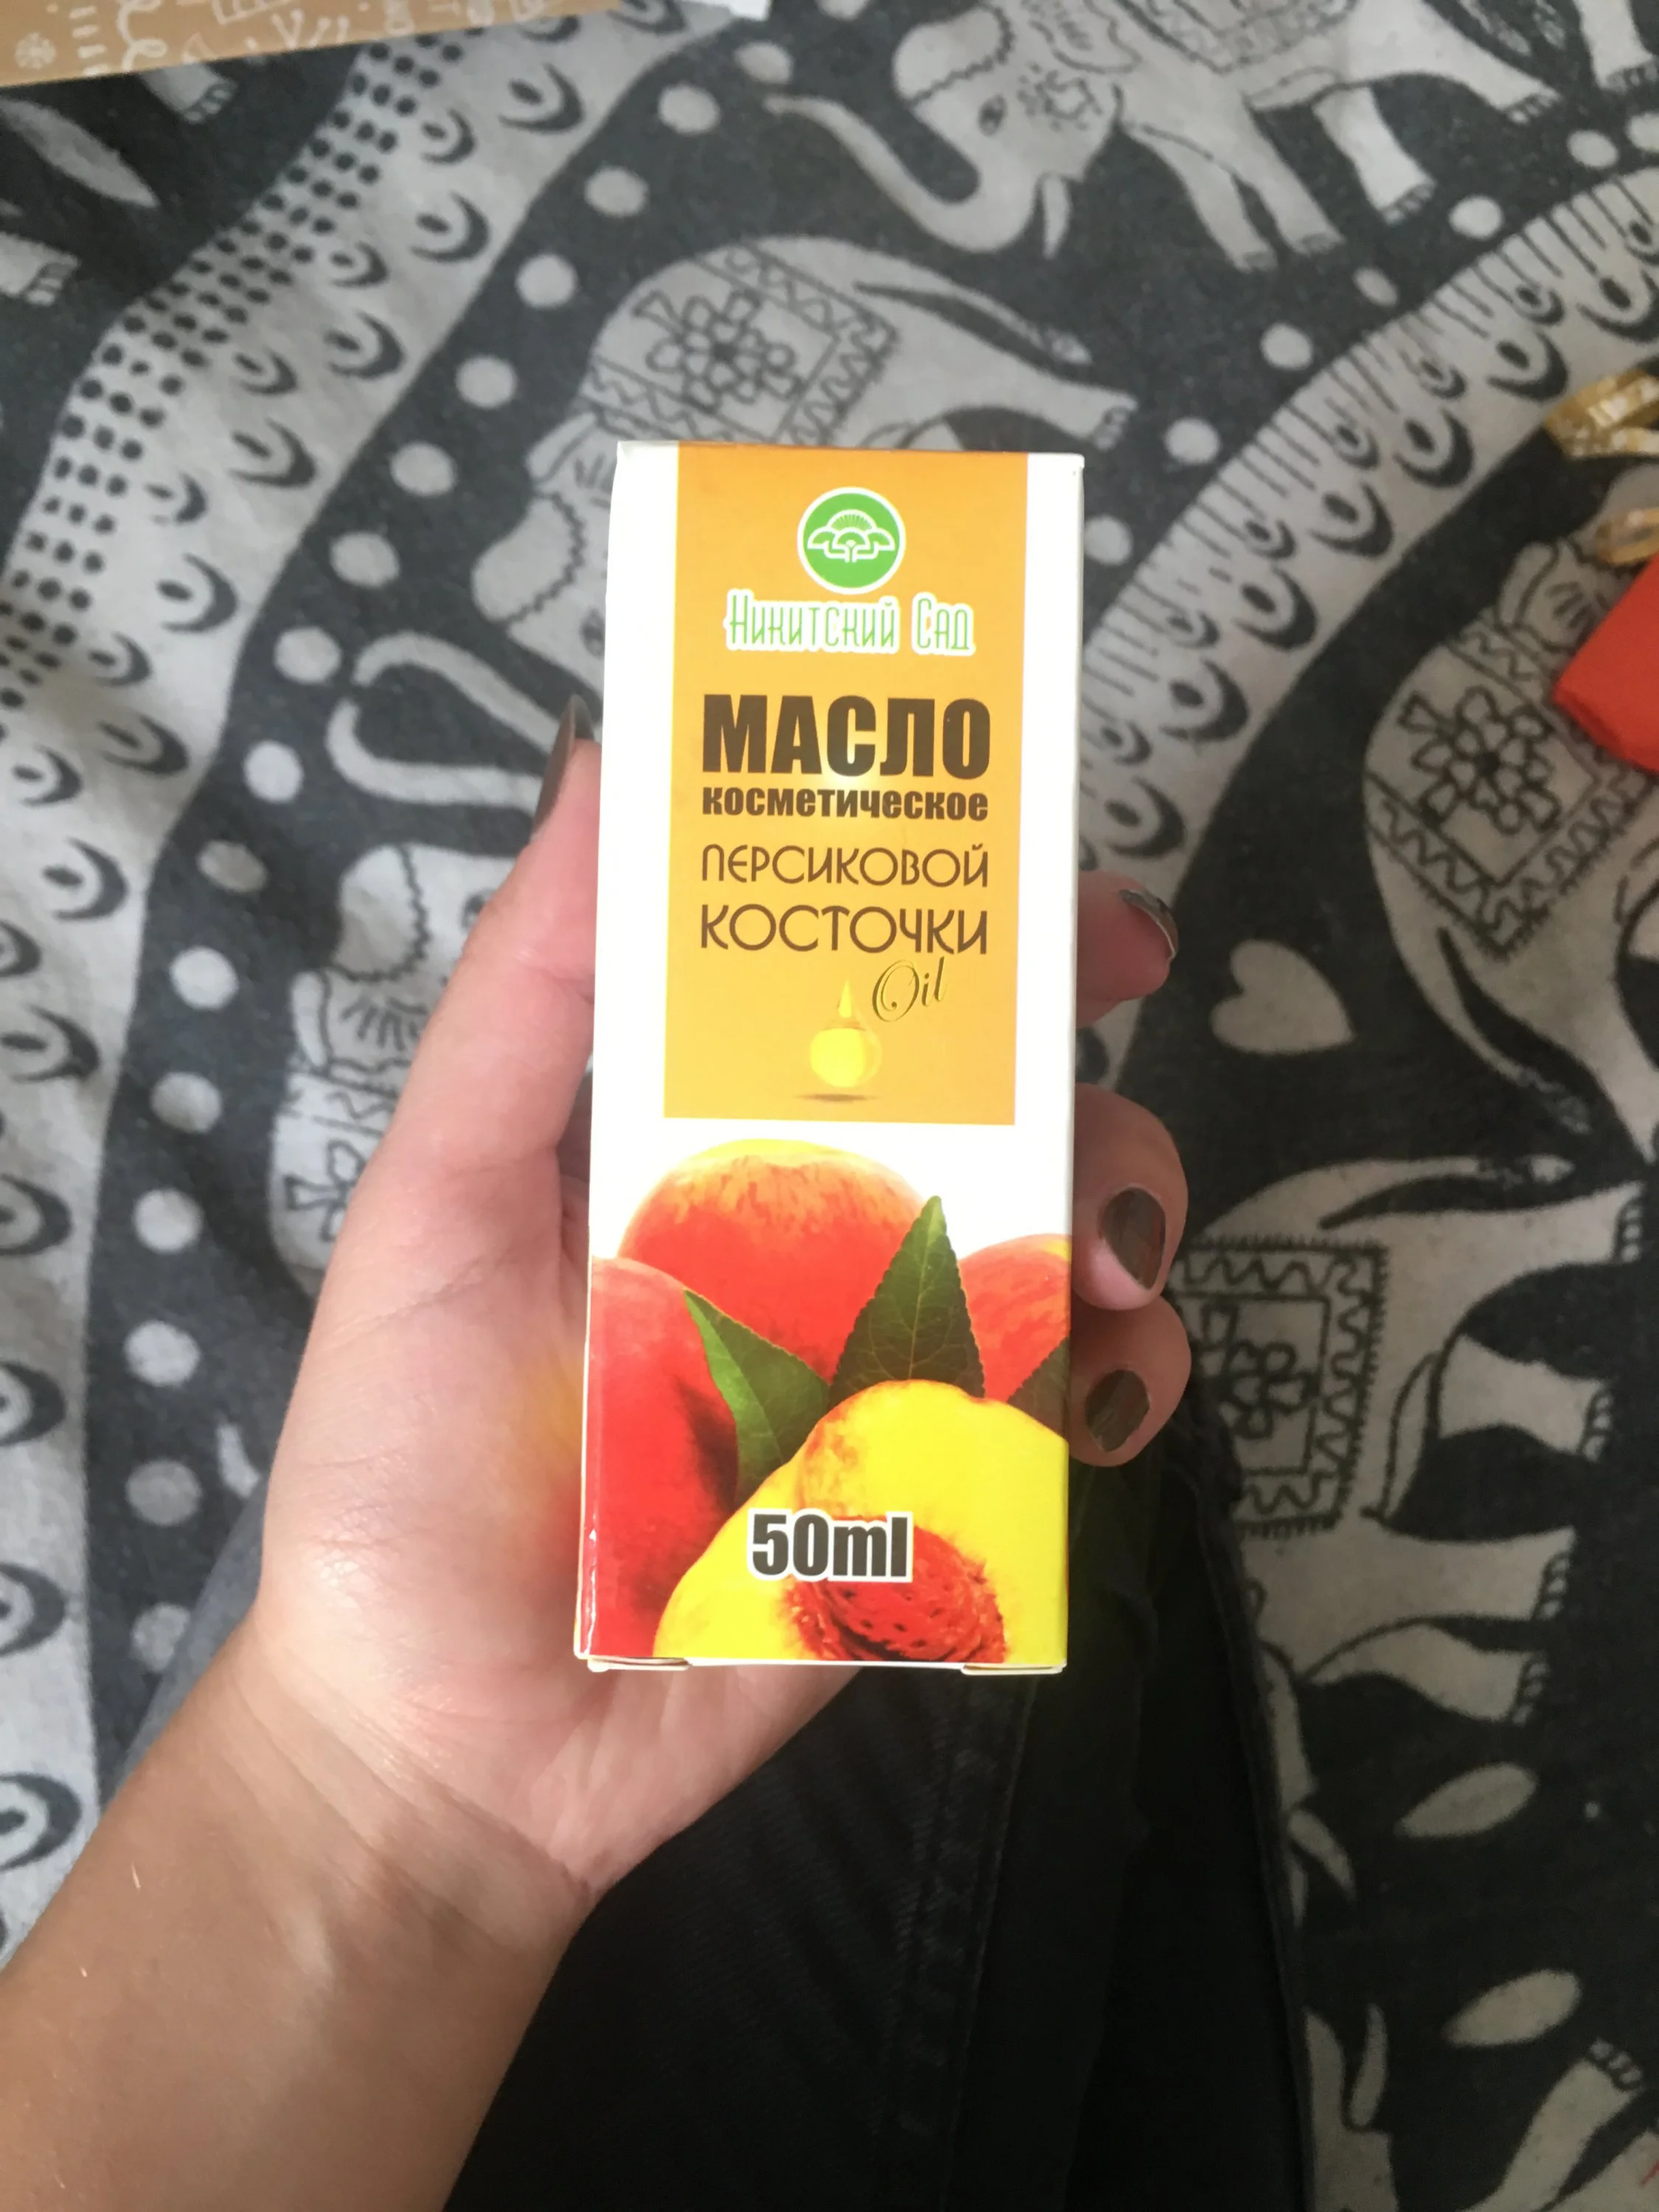 Никитский Сад
МАСЛО
косметическое
ПЕРСИКОВОЙ
КОСТОЧКИ
Oil
50ml